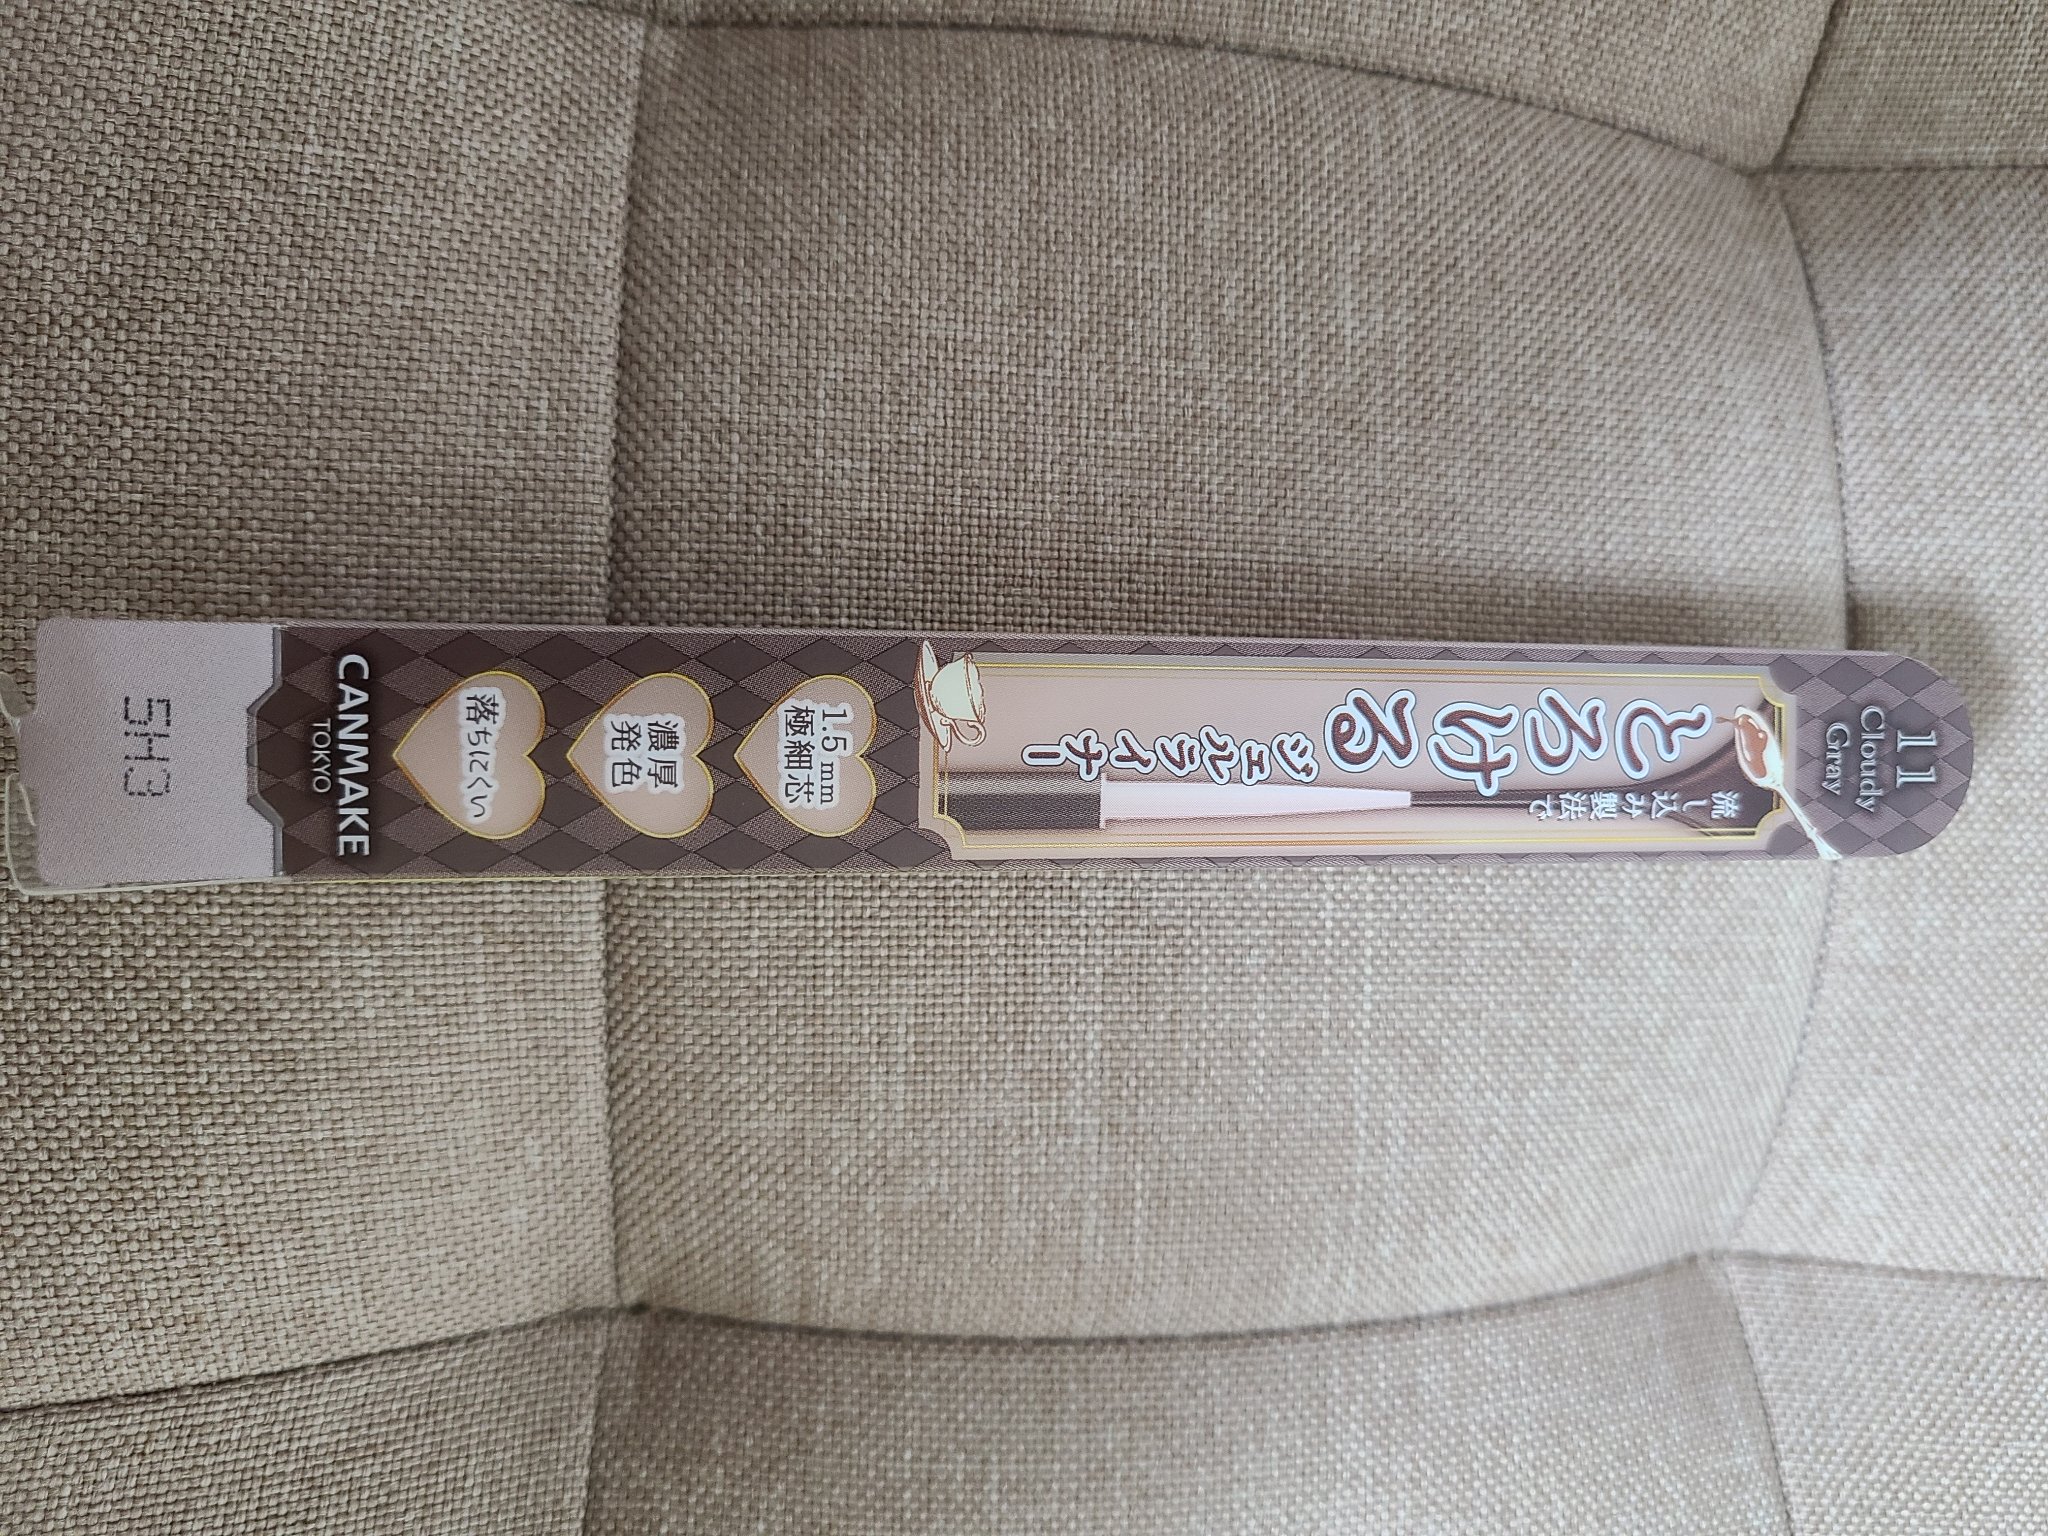 11
Cloudy
Gray
流し込み製法で
とろける
ジェルライナー
1.5mm
極細芯
濃厚
発色
落ちにくい
CANMAKE
TOKYO
5H3